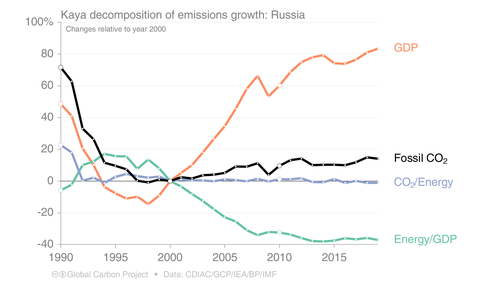 Kaya decomposition of emissions growth: Russia
Changes relative to year 2000
100%
80
60
40
20
0
-20
-40
1990
1995
2000
2005
2010
2015
GDP
Fossil CO₂
CO₂/Energy
Energy/GDP
Global Carbon Project • Data: CDIAC/GCP/IEA/BP/IMF